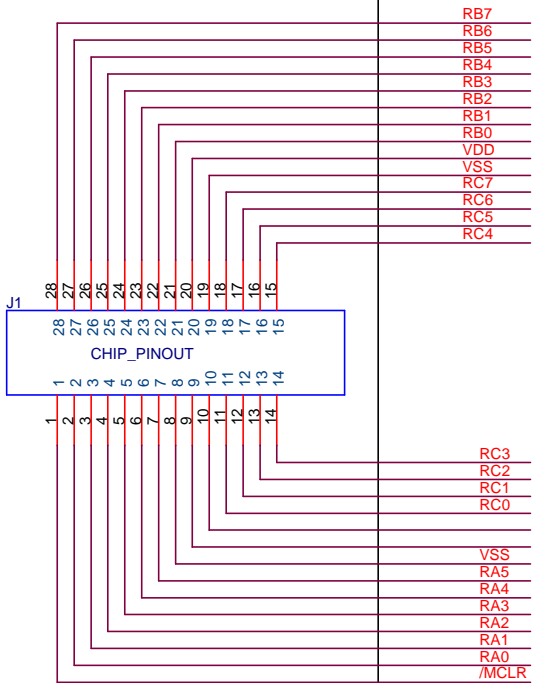 RB7
RB6
RB5
RB4
RB3
RB2
RB1
RB0
VDD
VSS
RC7
RC6
RC5
RC4
28 27 26 25 24 23 22 21 20 19 18 17 16 15
J1
28 27 26 25 24 23 22 21 20 19 18 17 16 15
CHIP_PINOUT
1 2 3 4 5 6 7 8 9 10 11 12 13 14
1 2 3 4 5 6 7 8 9 10 11 12 13 14
RC3
RC2
RC1
RC0
VSS
RA5
RA4
RA3
RA2
RA1
RA0
/MCLR